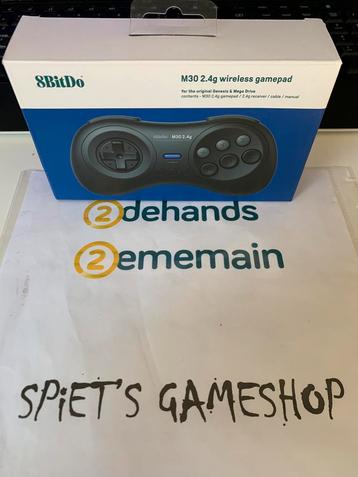 8BitDo
M30 2.4g wireless gamepad
for the original Genesis & Mega Drive
contents - M30 2.4g gamepad / 2.4g receiver / cable / manual
8BitDo M30 2.4g
2dehands
2ememain
SPiET'S GAMESHOP